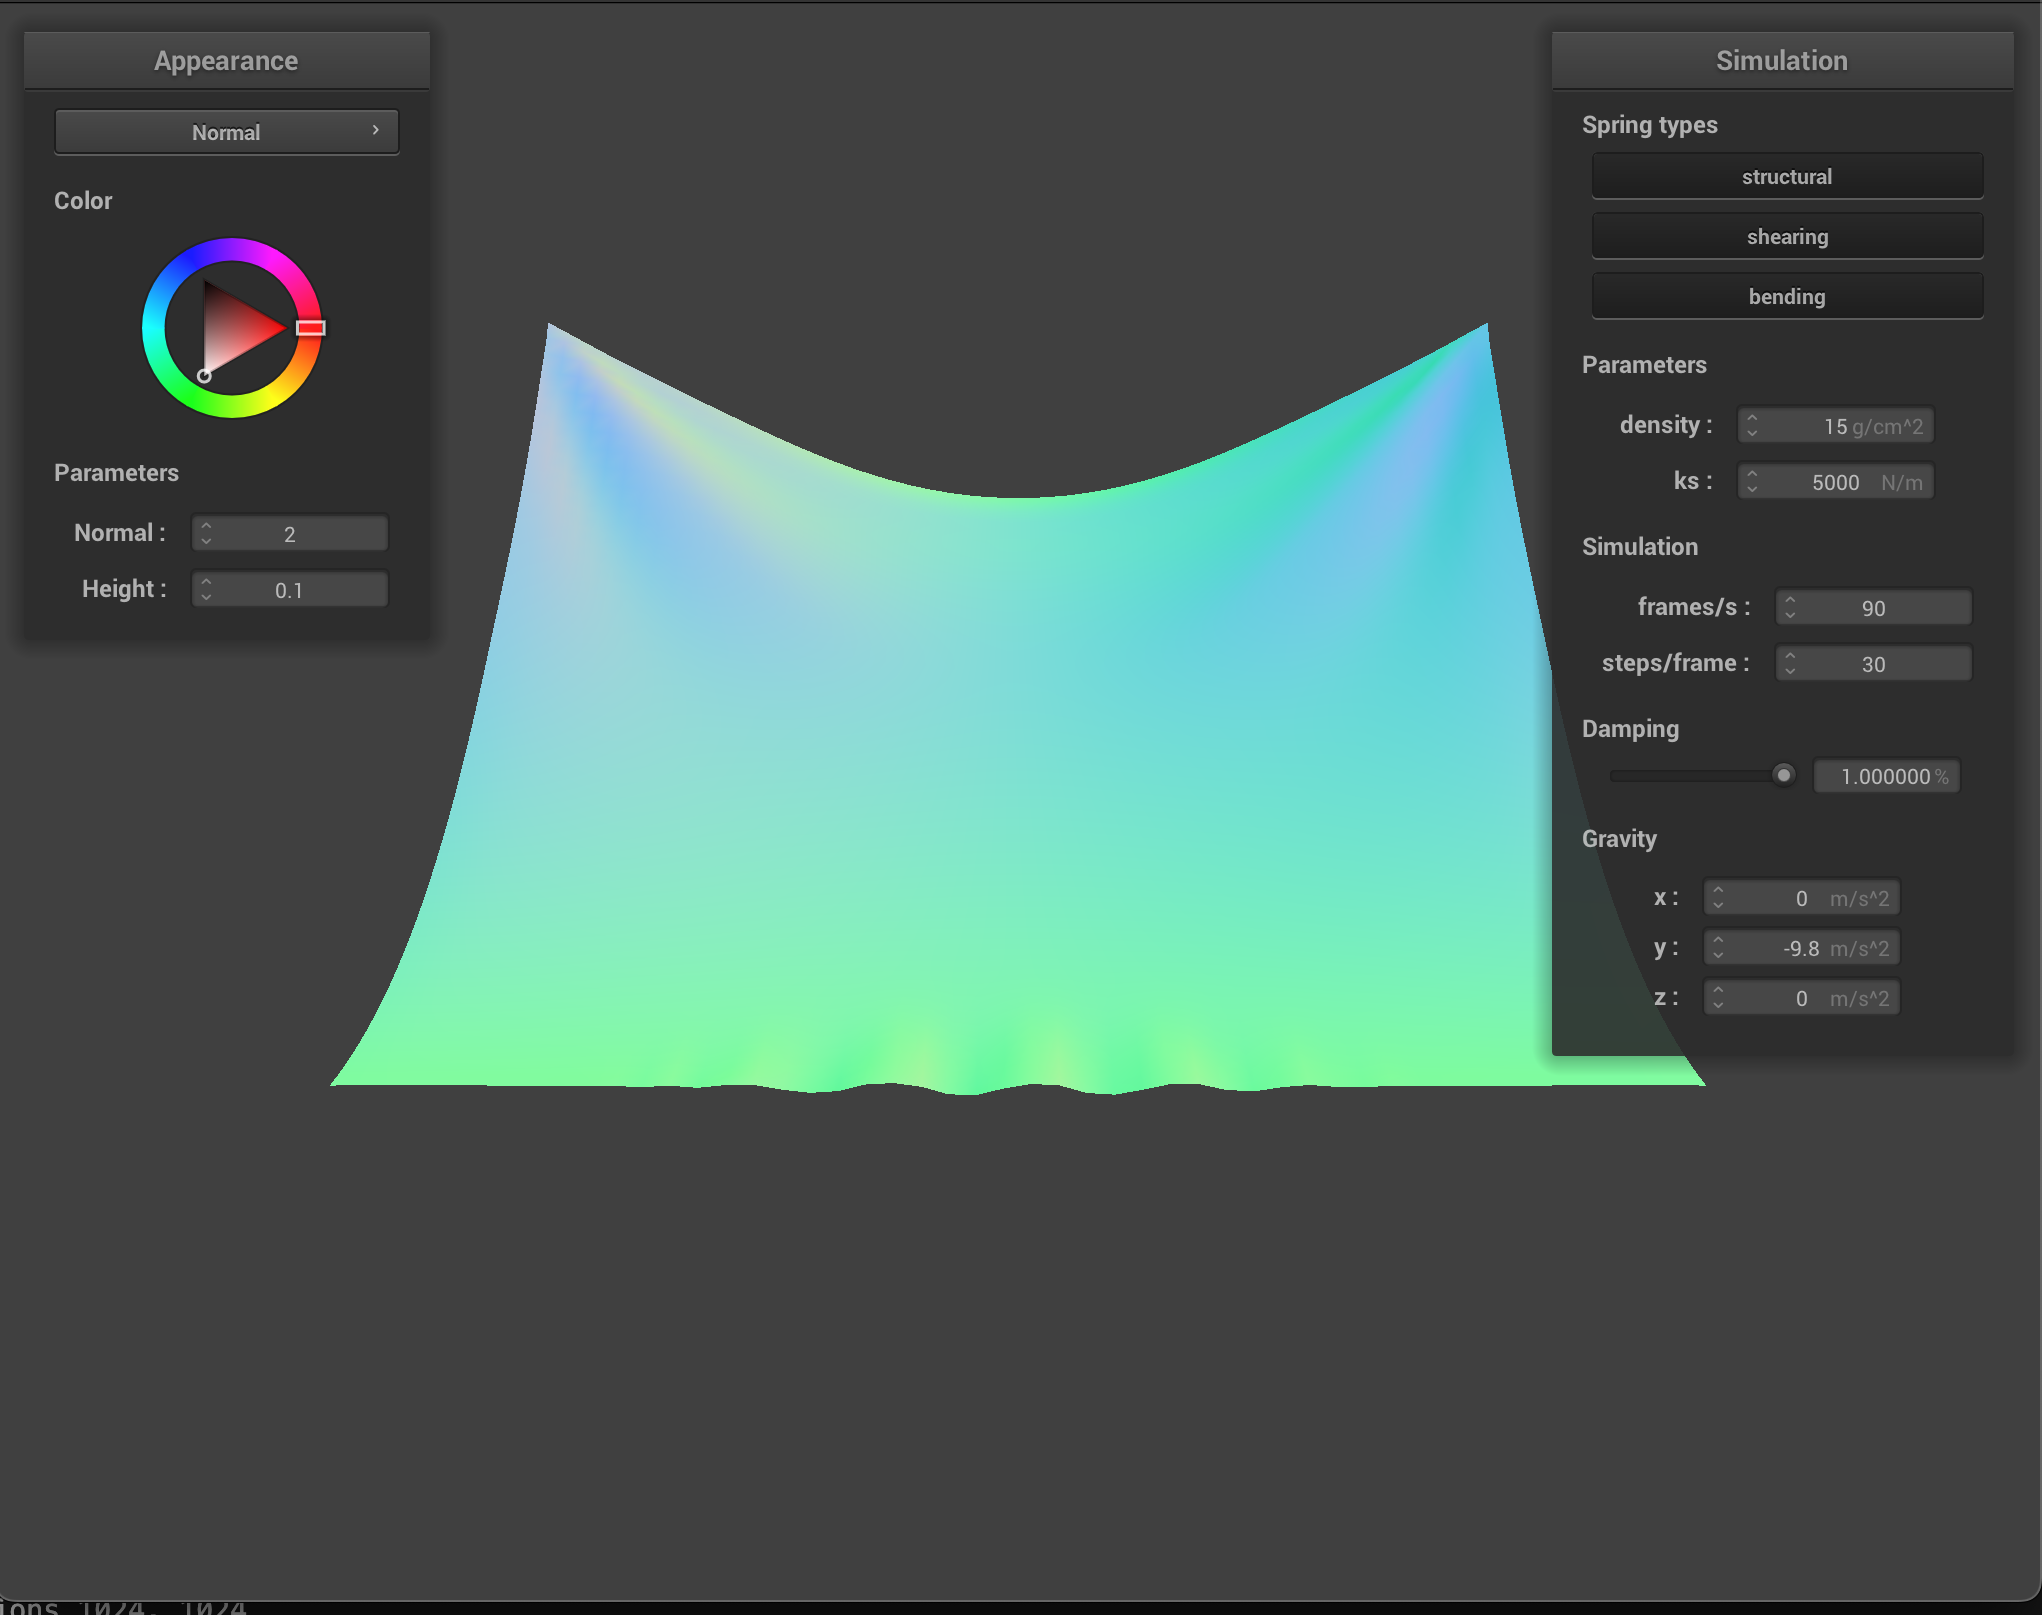 Appearance
Normal
Color
Parameters
Normal : 2
Height : 0.1
Simulation
Spring types
structural
shearing
bending
Parameters
density : 15 g/cm^2
ks : 5000 N/m
Simulation
frames/s : 90
steps/frame : 30
Damping
1.000000 %
Gravity
x : 0 m/s^2
y : -9.8 m/s^2
z : 0 m/s^2
ions 1024, 1024